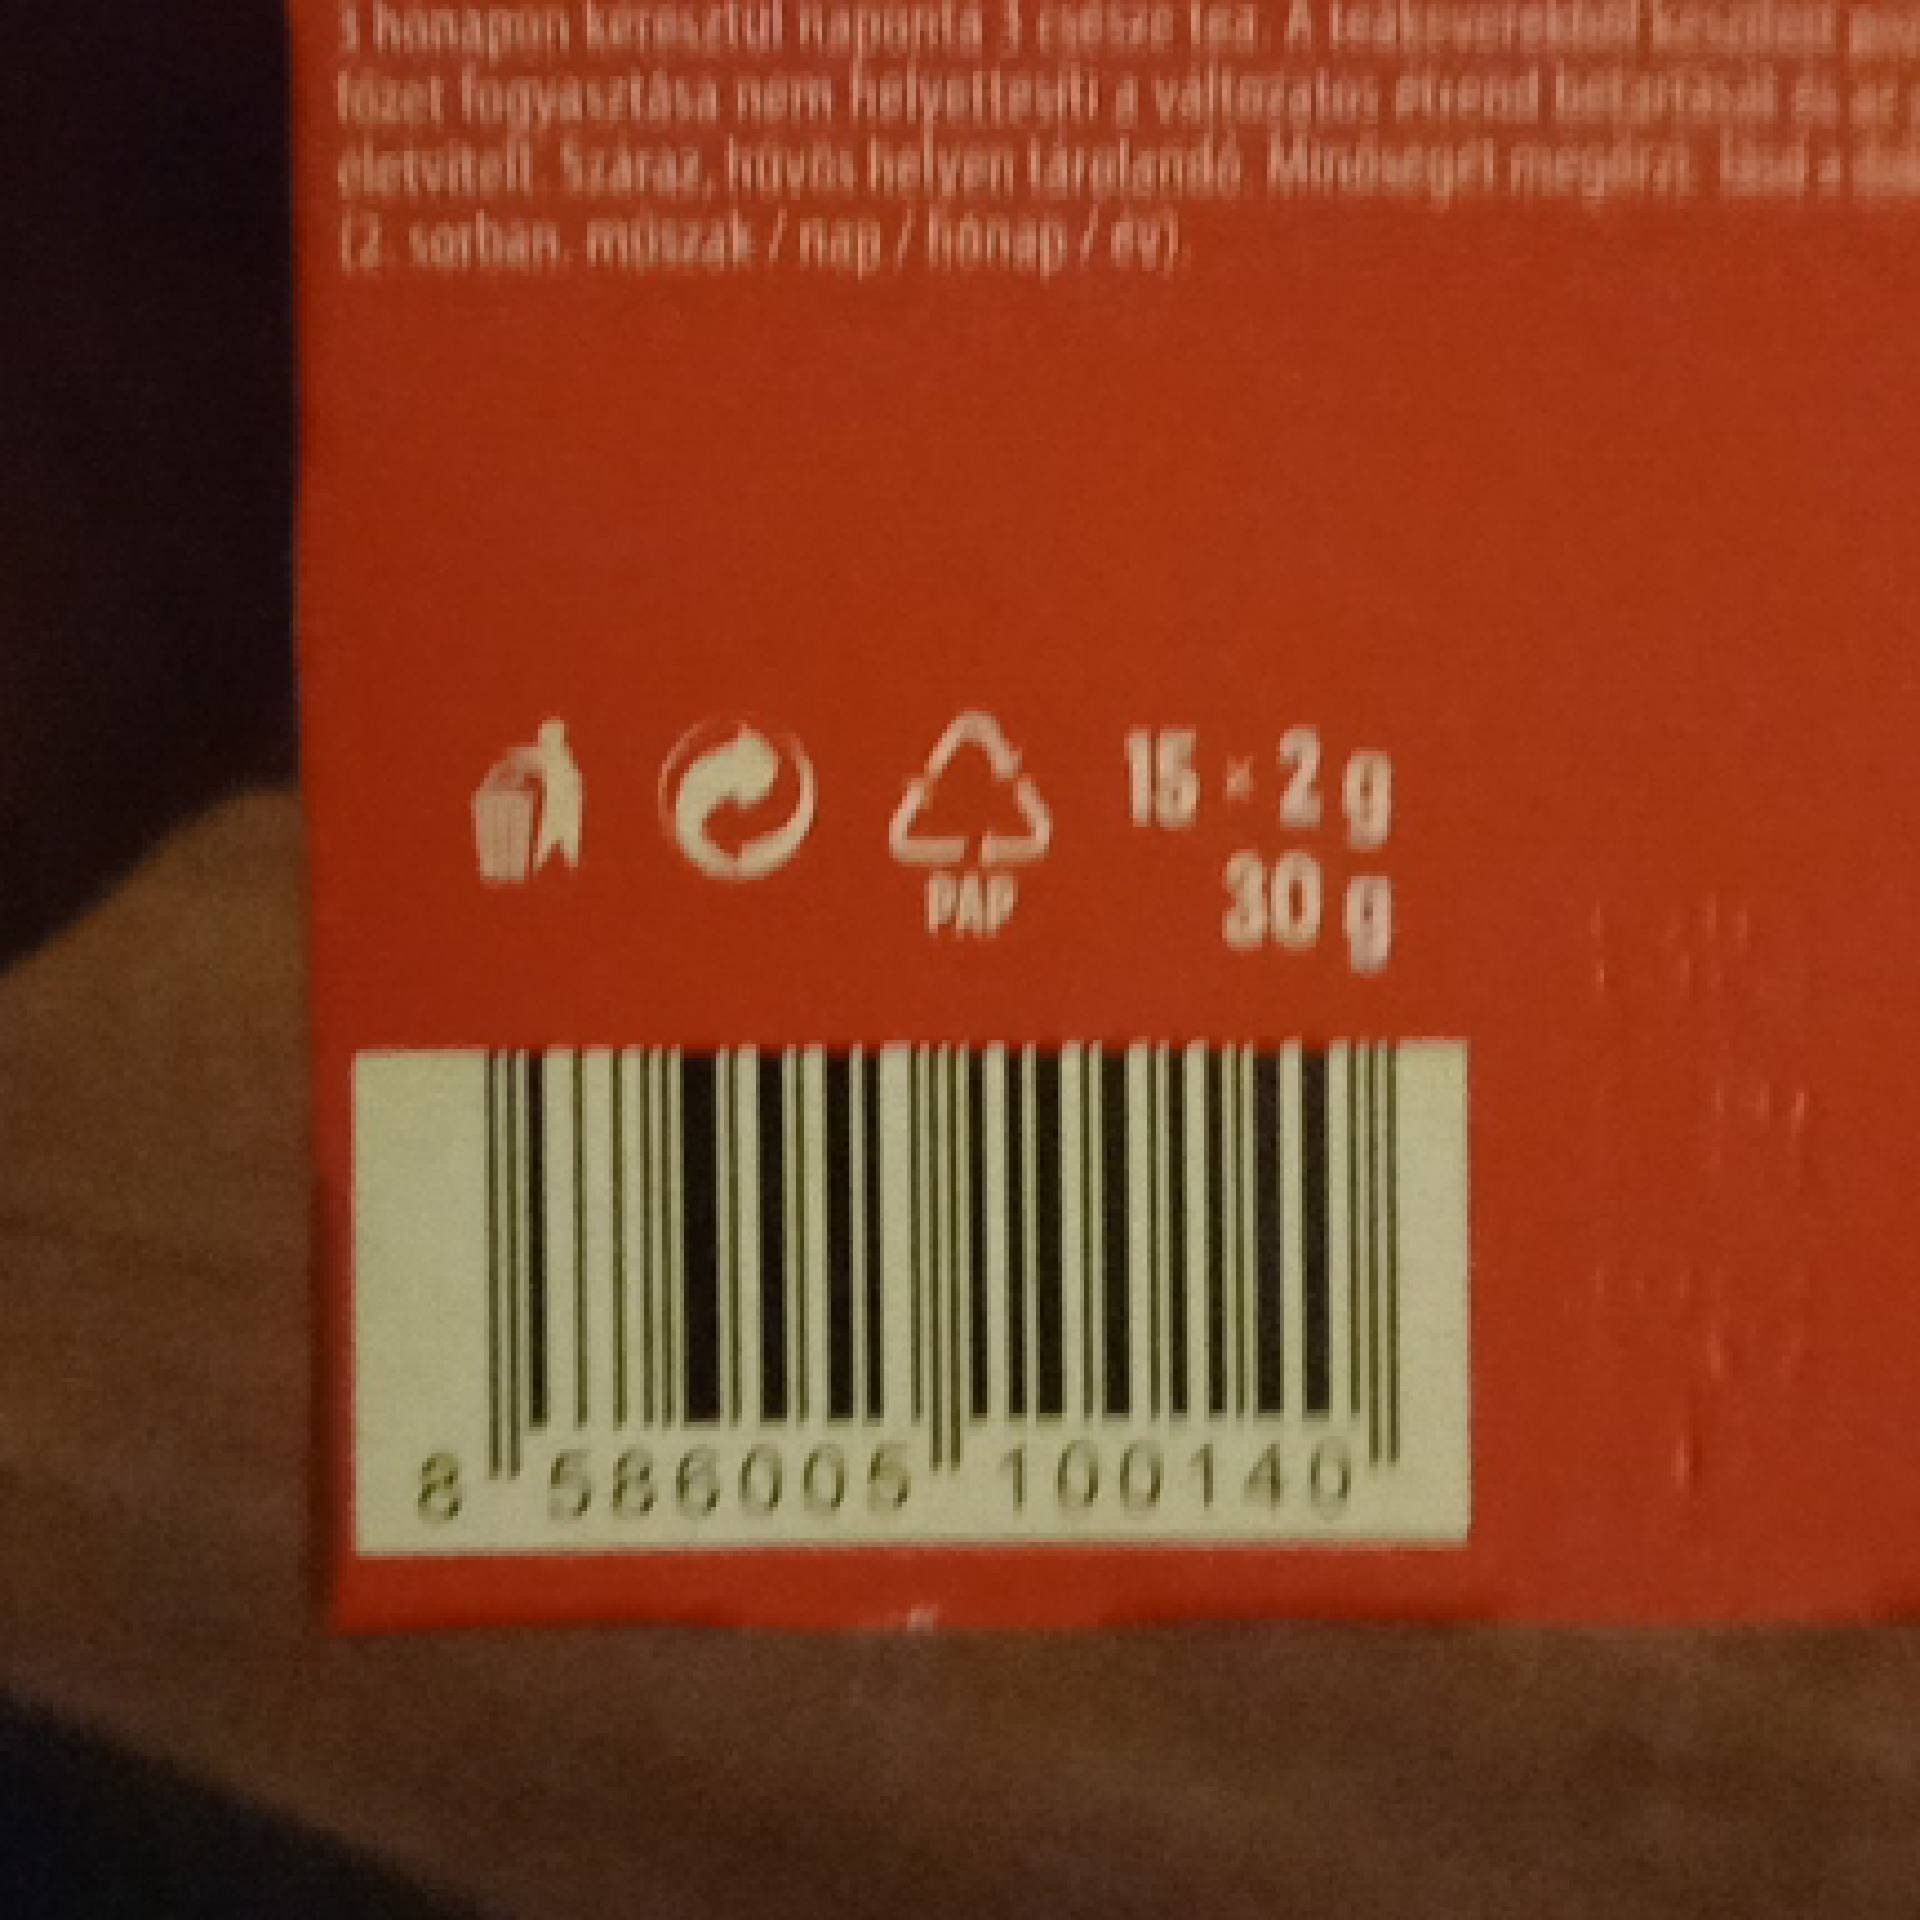 3 hónapon keresztül naponta 3 csésze tea. A teakeverékből készített
főzet fogyasztása nem helyettesíti a változatos étrend betartását és az
életvitelt. Száraz, hűvös helyen tárolandó. Minőségét megőrzi: lásd a
(2. sorban, műszak / nap / hónap / év).
15 × 2 g
30 g
PAP
8 586005 100140